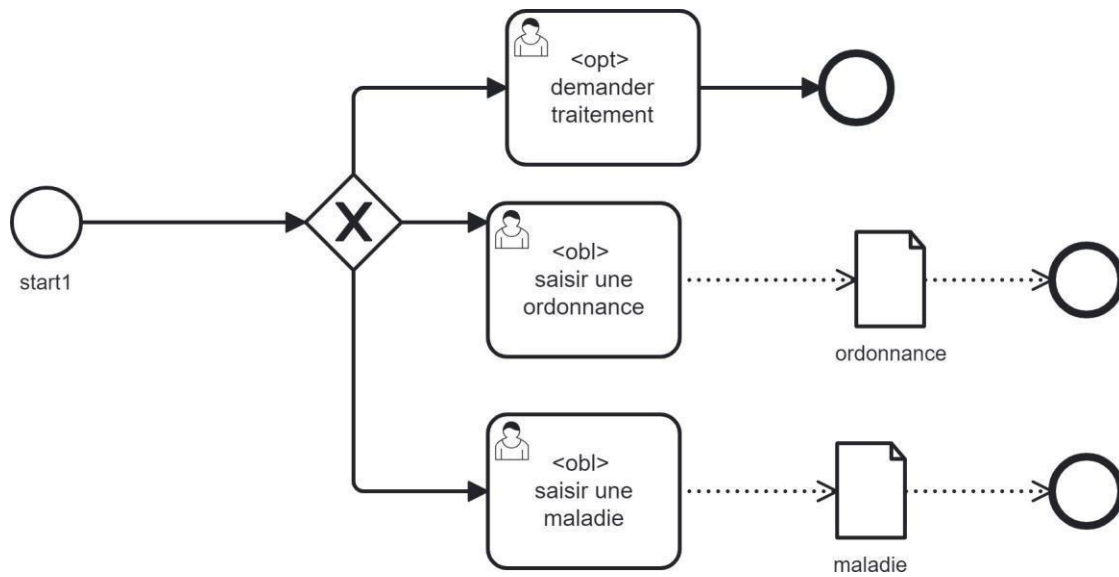 <opt>
demander
traitement
start1
<obl>
saisir une
ordonnance
ordonnance
<obl>
saisir une
maladie
maladie